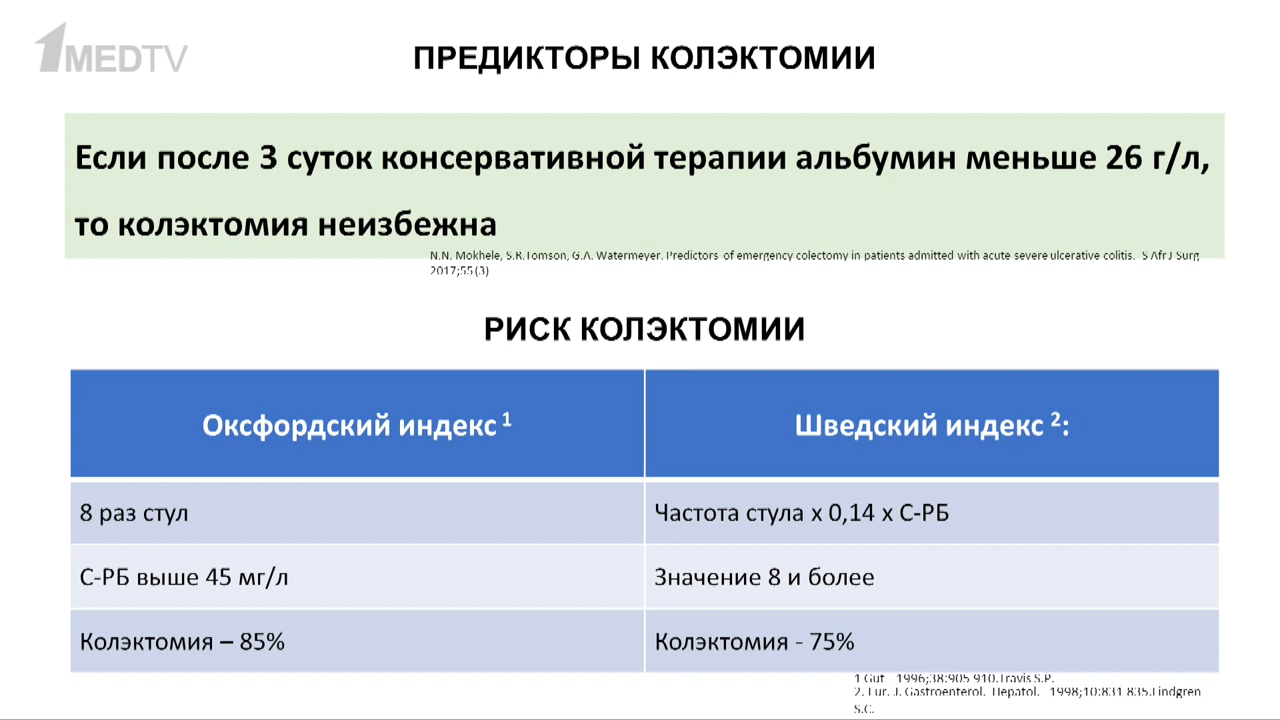 1MEDTV
ПРЕДИКТОРЫ КОЛЭКТОМИИ
Если после 3 суток консервативной терапии альбумин меньше 26 г/л,
то колэктомия неизбежна
N.N. Mokhele, S.R.Tomson, G.A. Watermeyer. Predictors of emergency colectomy in patients admitted with acute severe ulcerative colitis. S Afr J Surg
2017;55(3)
РИСК КОЛЭКТОМИИ
Оксфордский индекс 1
Шведский индекс 2:
8 раз стул
Частота стула х 0,14 х С-РБ
С-РБ выше 45 мг/л
Значение 8 и более
Колэктомия – 85%
Колэктомия - 75%
1 Gut 1996;38:905 910.Travis S.P.
2. Eur. J. Gastroenterol. Hepatol. 1998;10:831 835.Lindgren
S.C.